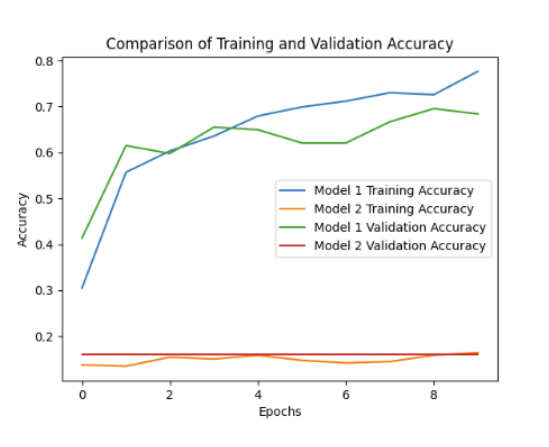 Comparison of Training and Validation Accuracy
0.8
0.7
0.6
0.5
0.4
0.3
0.2
Accuracy
Model 1 Training Accuracy
Model 2 Training Accuracy
Model 1 Validation Accuracy
Model 2 Validation Accuracy
0 2 4 6 8
Epochs